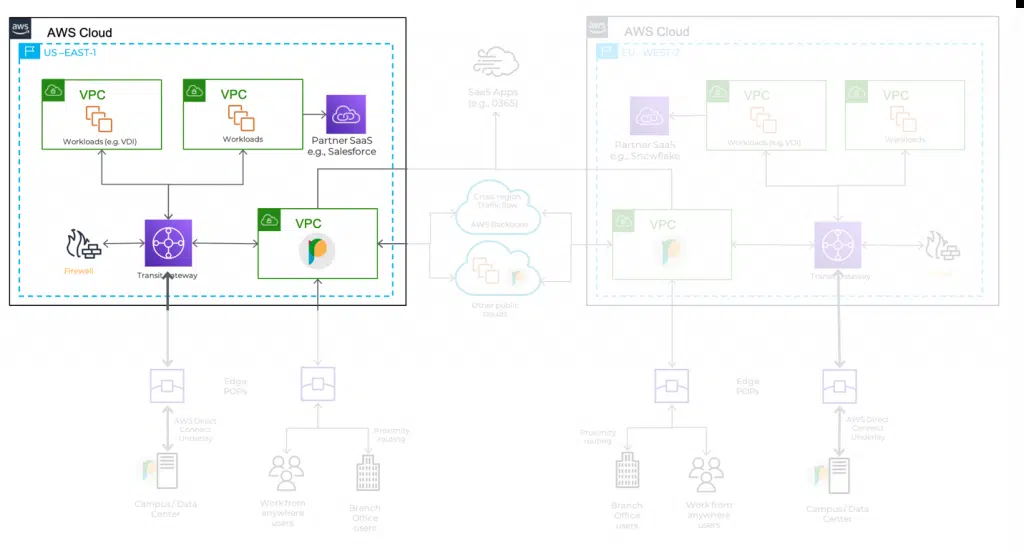 aws
AWS Cloud
US –EAST-1
VPC
Workloads (e.g. VDI)
VPC
Workloads
Partner SaaS
e.g., Salesforce
Firewall
Transit Gateway
VPC
SaaS Apps
(e.g., 0365)
Cross-region
Traffic flow
AWS Backbone
Other public
clouds
aws
AWS Cloud
EU –WEST-2
Partner SaaS
e.g., Snowflake
VPC
Workloads (e.g. VDI)
VPC
Workloads
VPC
Transit Gateway
Edge
POPs
AWS Direct
Connect
Underlay
Proximity
routing
Campus / Data
Center
Work from
anywhere
users
Branch
Office
users
Edge
POPs
Proximity
routing
AWS Direct
Connect
Underlay
Branch
Office
users
Work from
anywhere
users
Campus / Data
Center